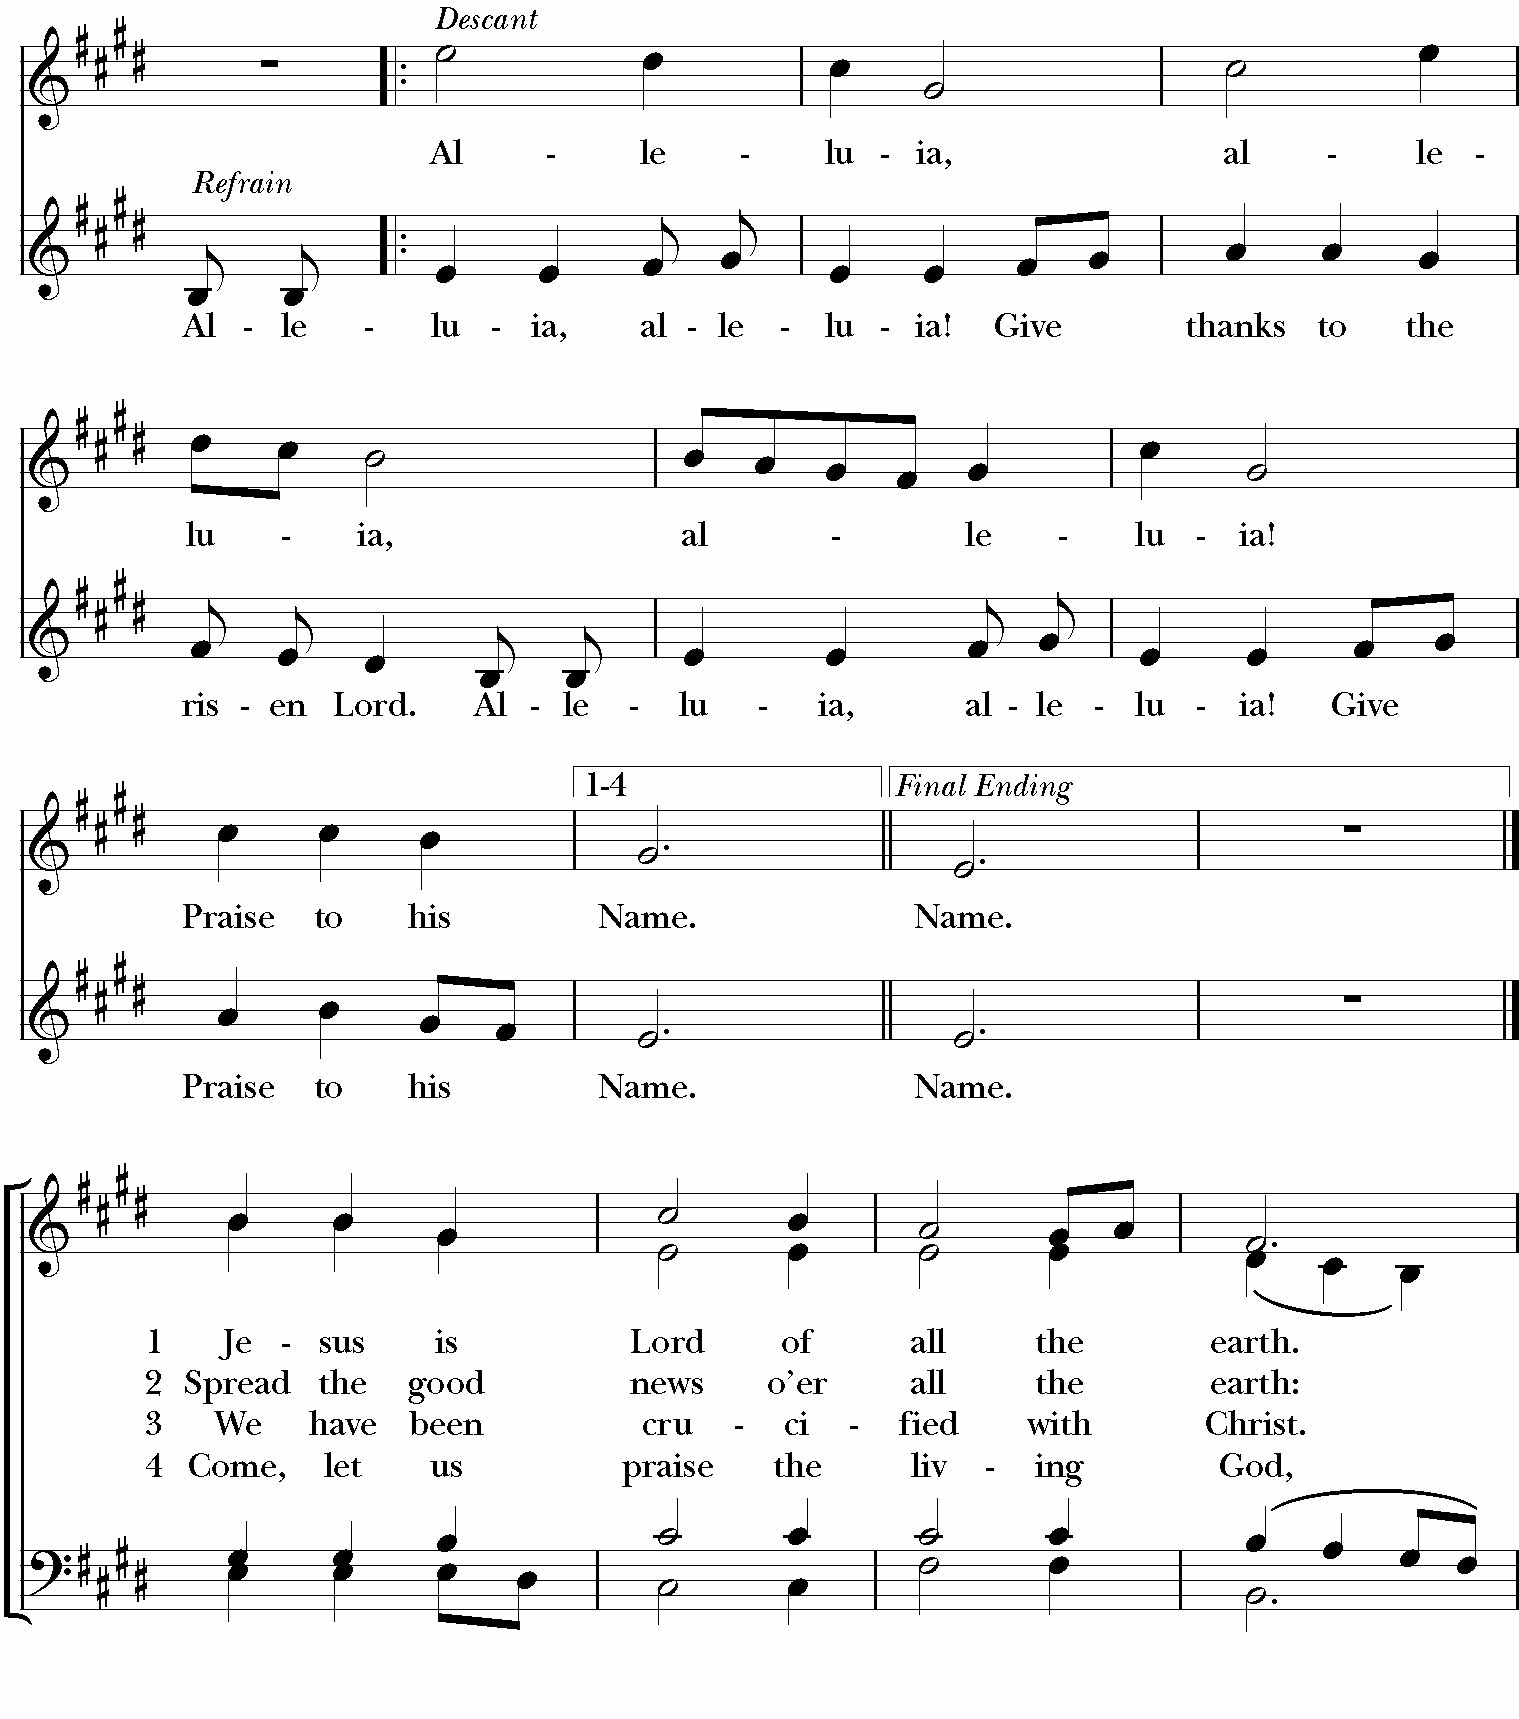 Descant
Al - le - lu - ia, al - le -
Refrain
Al - le - lu - ia, al - le - lu - ia! Give thanks to the
lu - ia, al - le - lu - ia!
ris - en Lord. Al - le - lu - ia, al - le - lu - ia! Give
1-4 Final Ending
Praise to his Name. Name.
Praise to his Name. Name.
1 Je - sus is Lord of all the earth.
2 Spread the good news o’er all the earth:
3 We have been cru - ci - fied with Christ.
4 Come, let us praise the liv - ing God,